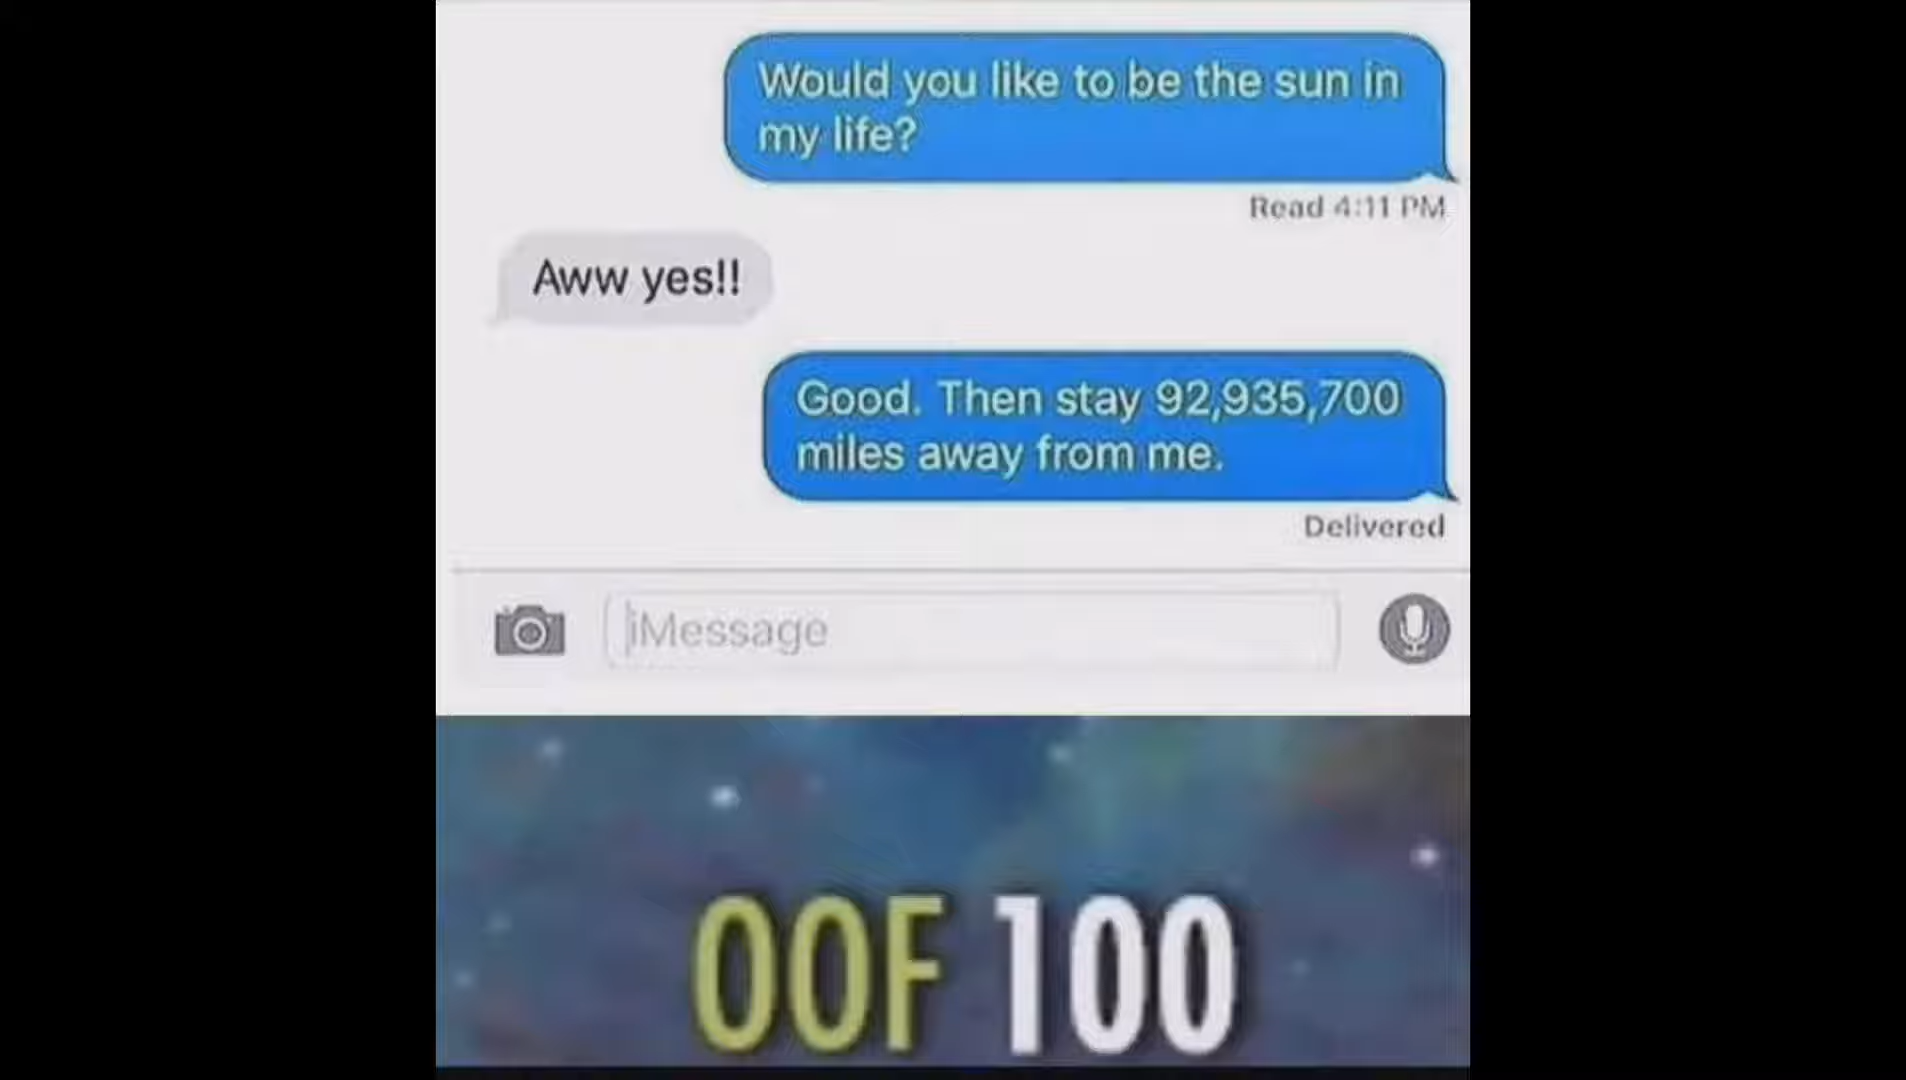 Would you like to be the sun in
my life?
Read 4:11 PM
Aww yes!!
Good. Then stay 92,935,700
miles away from me.
Delivered
iMessage
OOF 100